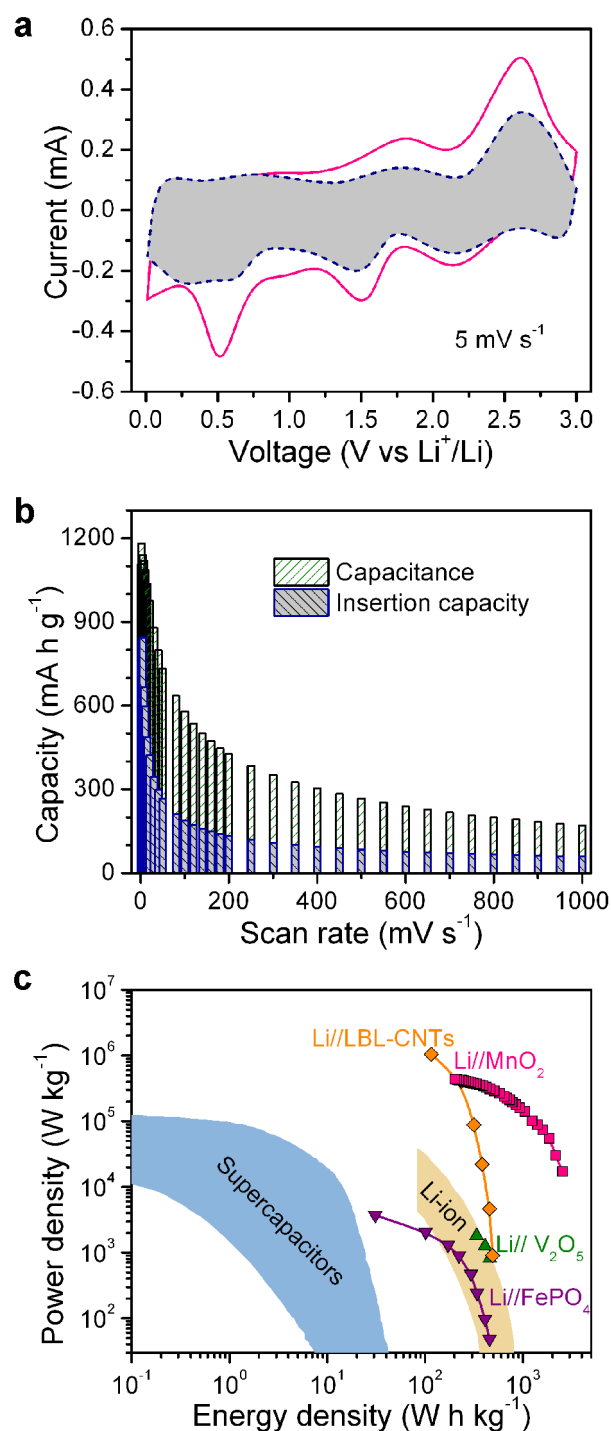 a
0.6
0.4
0.2
0.0
-0.2
-0.4
-0.6
Current (mA)
5 mV s⁻¹
0.0 0.5 1.0 1.5 2.0 2.5 3.0
Voltage (V vs Li⁺/Li)
b
1200
900
600
300
0
Capacity (mA h g⁻¹)
Capacitance
Insertion capacity
0 200 400 600 800 1000
Scan rate (mV s⁻¹)
c
10⁷
10⁶
10⁵
10⁴
10³
10²
Power density (W kg⁻¹)
Li//LBL-CNTs
Li//MnO₂
Supercapacitors
Li-ion
Li// V₂O₅
Li//FePO₄
10⁻¹ 10⁰ 10¹ 10² 10³
Energy density (W h kg⁻¹)